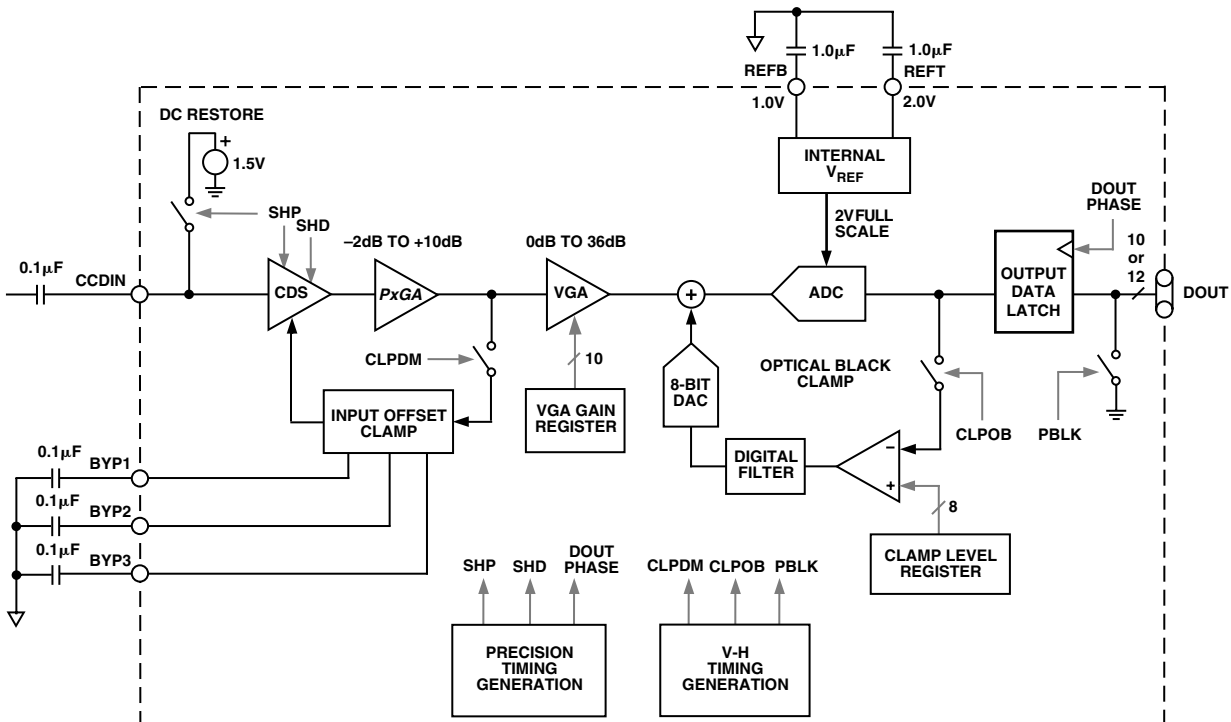 1.0µF
1.0µF
REFB
REFT
1.0V
2.0V
DC RESTORE
+
1.5V
INTERNAL
VREF
DOUT
PHASE
SHP
SHD
2V FULL
SCALE
–2dB TO +10dB
0dB TO 36dB
10
or
12
0.1µF
CCDIN
CDS
PxGA
VGA
+
ADC
OUTPUT
DATA
LATCH
DOUT
CLPDM
10
8-BIT
DAC
OPTICAL BLACK
CLAMP
INPUT OFFSET
CLAMP
VGA GAIN
REGISTER
CLPOB
PBLK
0.1µF
BYP1
DIGITAL
FILTER
–
+
0.1µF
BYP2
8
0.1µF
BYP3
CLAMP LEVEL
REGISTER
SHP
SHD
DOUT
PHASE
CLPDM
CLPOB
PBLK
PRECISION
TIMING
GENERATION
V-H
TIMING
GENERATION